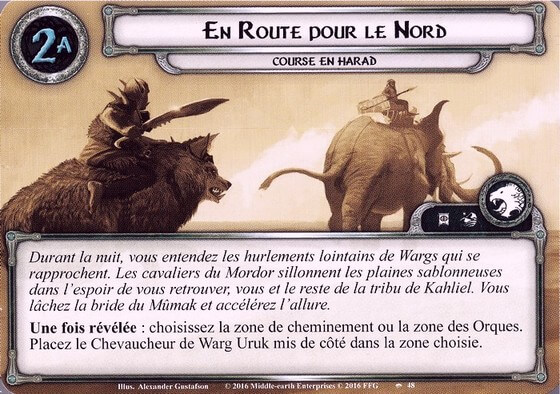 2A
En Route pour le Nord
Course en Harad
Durant la nuit, vous entendez les hurlements lointains de Wargs qui se
rapprochent. Les cavaliers du Mordor sillonnent les plaines sablonneuses
dans l'espoir de vous retrouver, vous et le reste de la tribu de Kahliel. Vous
lâchez la bride du Mûmak et accélérez l'allure.
Une fois révélée : choisissez la zone de cheminement ou la zone des Orques.
Placez le Chevaucheur de Warg Uruk mis de côté dans la zone choisie.
Illus. Alexander Gustafson © 2016 Middle-earth Enterprises © 2016 FFG 48